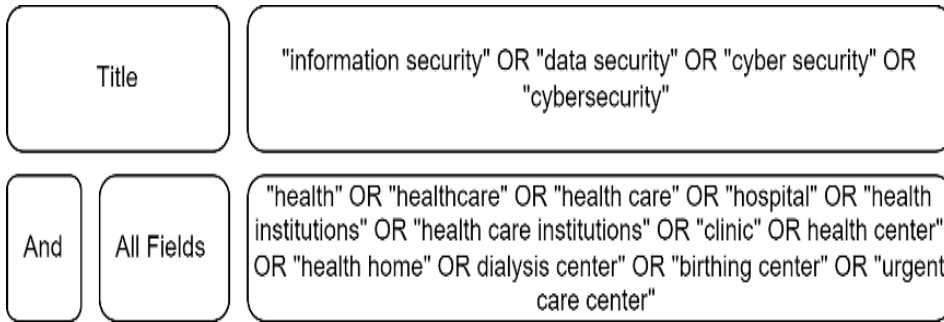 Title
"information security" OR "data security" OR "cyber security" OR
"cybersecurity"
And
All Fields
"health" OR "healthcare" OR "health care" OR "hospital" OR "health
institutions" OR "health care institutions" OR "clinic" OR health center"
OR "health home" OR dialysis center" OR "birthing center" OR "urgent
care center"